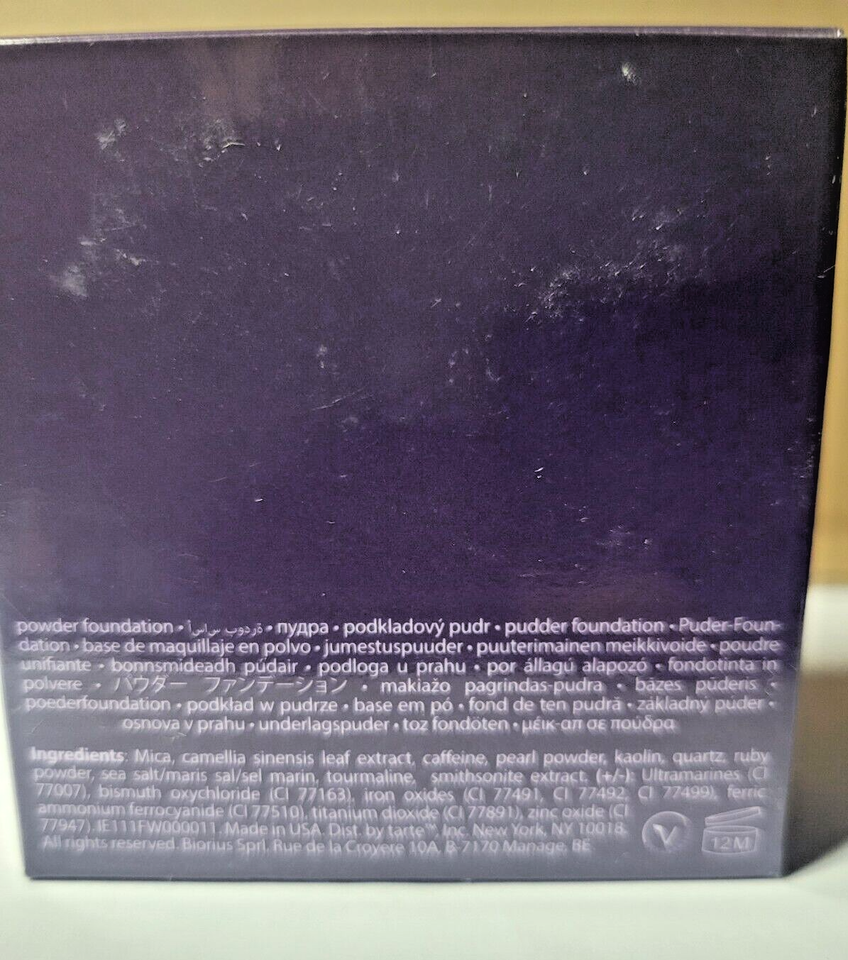 powder foundation • أساس بودرة • пудра • podkladový pudr • pudder foundation • Puder-Foun-
dation • base de maquillaje en polvo • jumestuspuuder • puuterimainen meikkivoide • poudre
unifiante • bonnsmideadh púdair • podloga u prahu • por állagú alapozó • fondotinta in
polvere • パウダー ファンデーション • makiažo pagrindas-pudra • bāzes pūderis •
poederfoundation • podkład w pudrze • base em pó • fond de ten pudră • základný púder •
osnova v prahu • underlagspuder • toz fondöten • μέικ-απ σε πούδρα
Ingredients: Mica, camellia sinensis leaf extract, caffeine, pearl powder, kaolin, quartz, ruby
powder, sea salt/maris sal/sel marin, tourmaline, smithsonite extract, (+/-): Ultramarines (CI
77007), bismuth oxychloride (CI 77163), iron oxides (CI 77491, CI 77492, CI 77499), ferric
ammonium ferrocyanide (CI 77510), titanium dioxide (CI 77891), zinc oxide (CI
77947). IE111FW000011. Made in USA. Dist. by tarte™, Inc. New York, NY 10018.
All rights reserved. Biorius Sprl. Rue de la Croyere 10A, B-7170 Manage, BE
V
12M